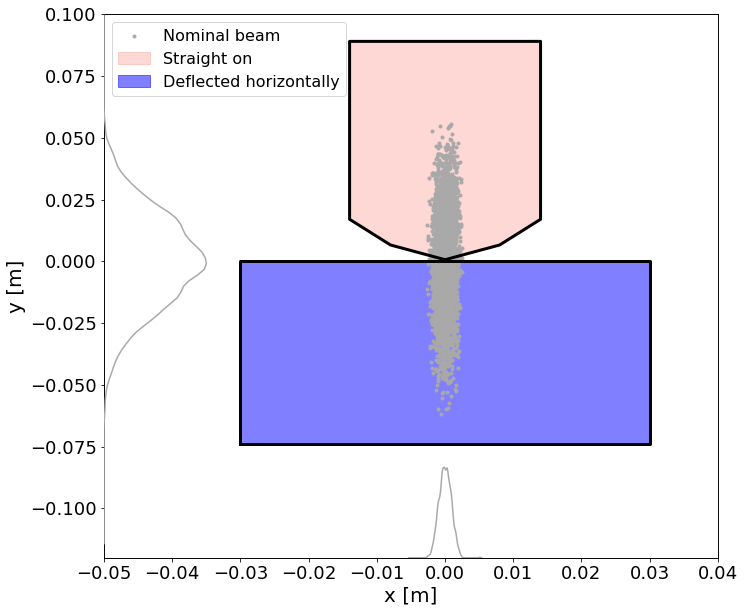 Nominal beam
Straight on
Deflected horizontally
0.100
0.075
0.050
0.025
0.000
−0.025
−0.050
−0.075
−0.100
y [m]
−0.05 −0.04 −0.03 −0.02 −0.01 0.00 0.01 0.02 0.03 0.04
x [m]